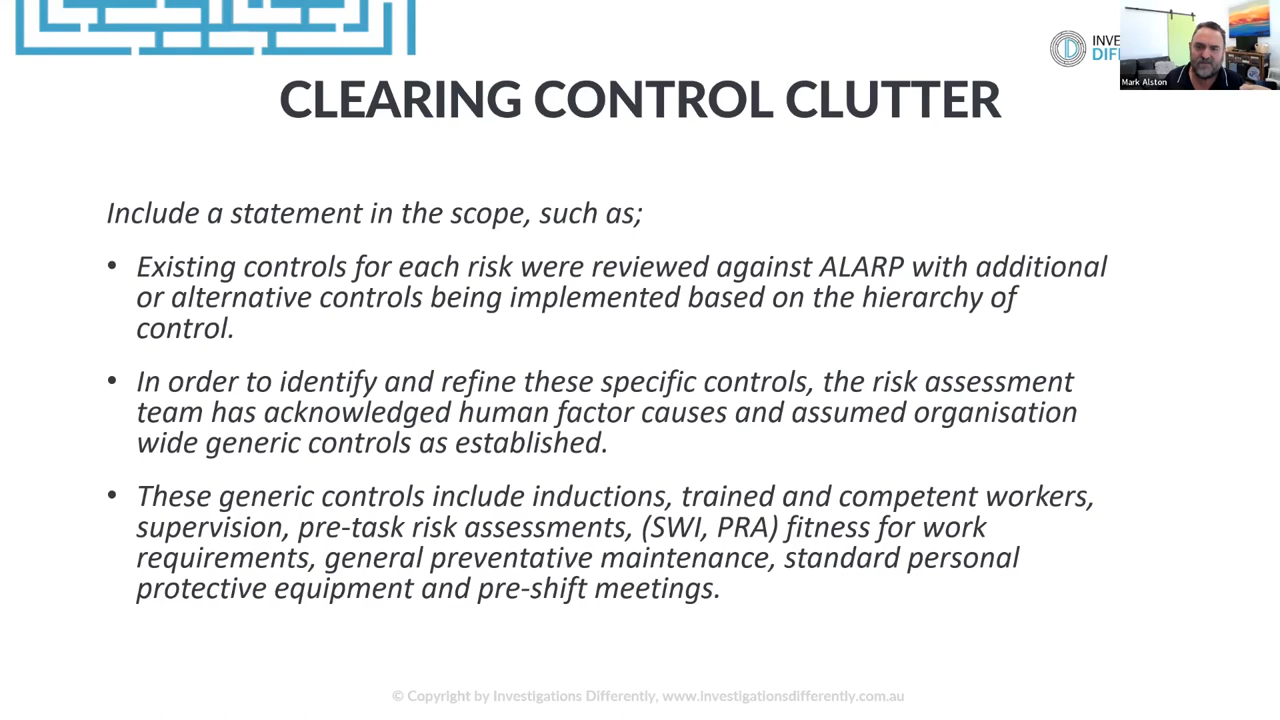 INVE
DIF
Mark Alston
CLEARING CONTROL CLUTTER
Include a statement in the scope, such as;
• Existing controls for each risk were reviewed against ALARP with additional
or alternative controls being implemented based on the hierarchy of
control.
• In order to identify and refine these specific controls, the risk assessment
team has acknowledged human factor causes and assumed organisation
wide generic controls as established.
• These generic controls include inductions, trained and competent workers,
supervision, pre-task risk assessments, (SWI, PRA) fitness for work
requirements, general preventative maintenance, standard personal
protective equipment and pre-shift meetings.
© Copyright by Investigations Differently, www.investigationsdifferently.com.au